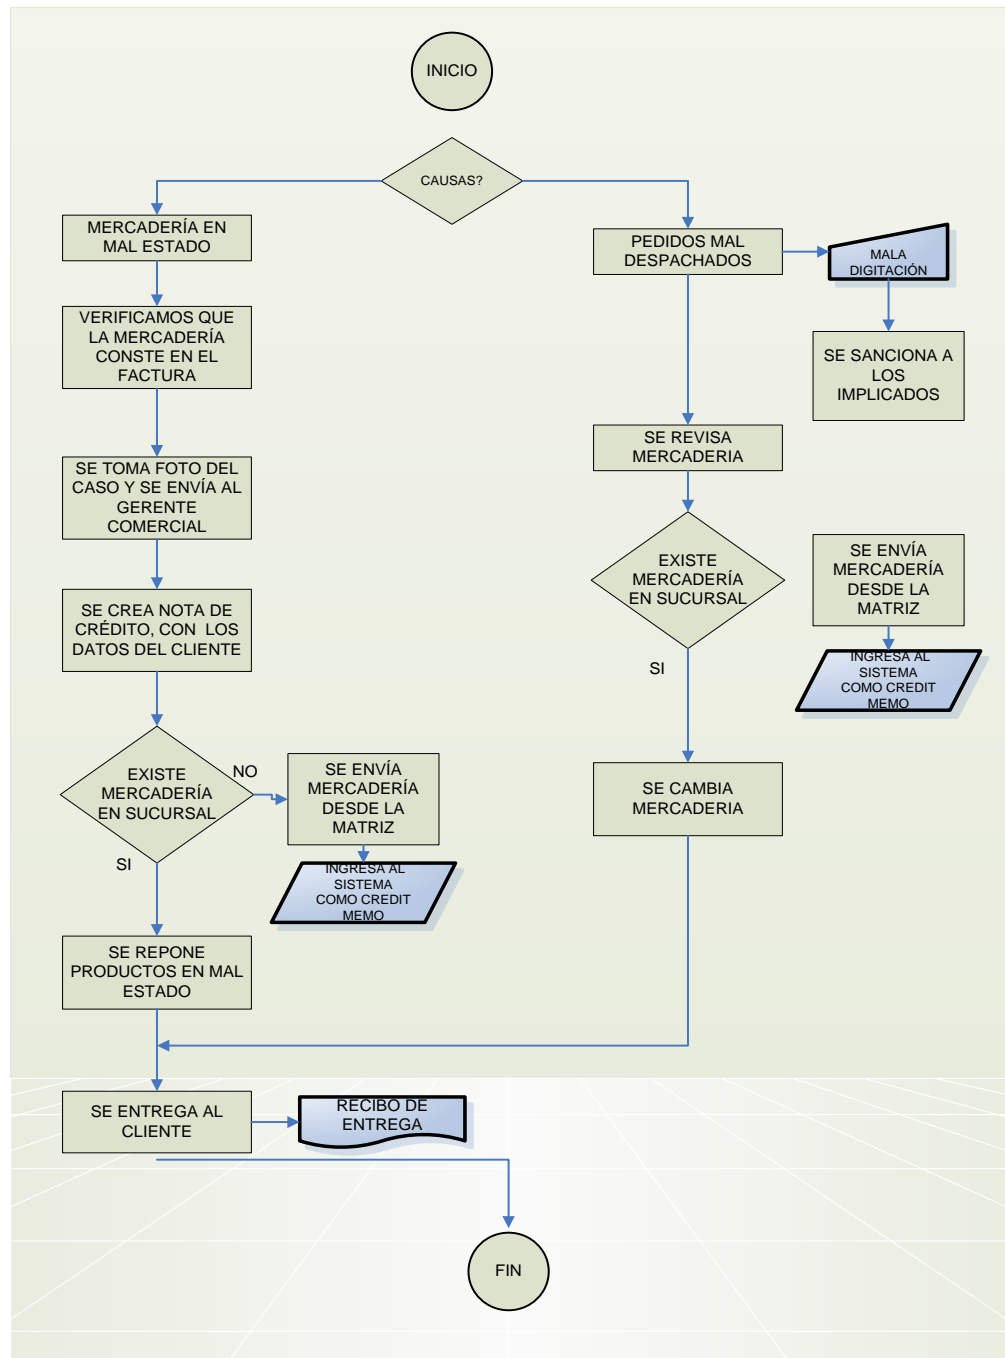 INICIO
CAUSAS?
MERCADERÍA EN
MAL ESTADO
VERIFICAMOS QUE
LA MERCADERÍA
CONSTE EN EL
FACTURA
SE TOMA FOTO DEL
CASO Y SE ENVÍA AL
GERENTE
COMERCIAL
SE CREA NOTA DE
CRÉDITO, CON LOS
DATOS DEL CLIENTE
EXISTE
MERCADERÍA
EN SUCURSAL
NO
SE ENVÍA
MERCADERÍA
DESDE LA
MATRIZ
INGRESA AL
SISTEMA
COMO CREDIT
MEMO
SI
SE REPONE
PRODUCTOS EN MAL
ESTADO
PEDIDOS MAL
DESPACHADOS
MALA
DIGITACIÓN
SE SANCIONA A
LOS
IMPLICADOS
SE REVISA
MERCADERIA
EXISTE
MERCADERÍA
EN SUCURSAL
SE ENVÍA
MERCADERÍA
DESDE LA
MATRIZ
INGRESA AL
SISTEMA
COMO CREDIT
MEMO
SI
SE CAMBIA
MERCADERIA
SE ENTREGA AL
CLIENTE
RECIBO DE
ENTREGA
FIN